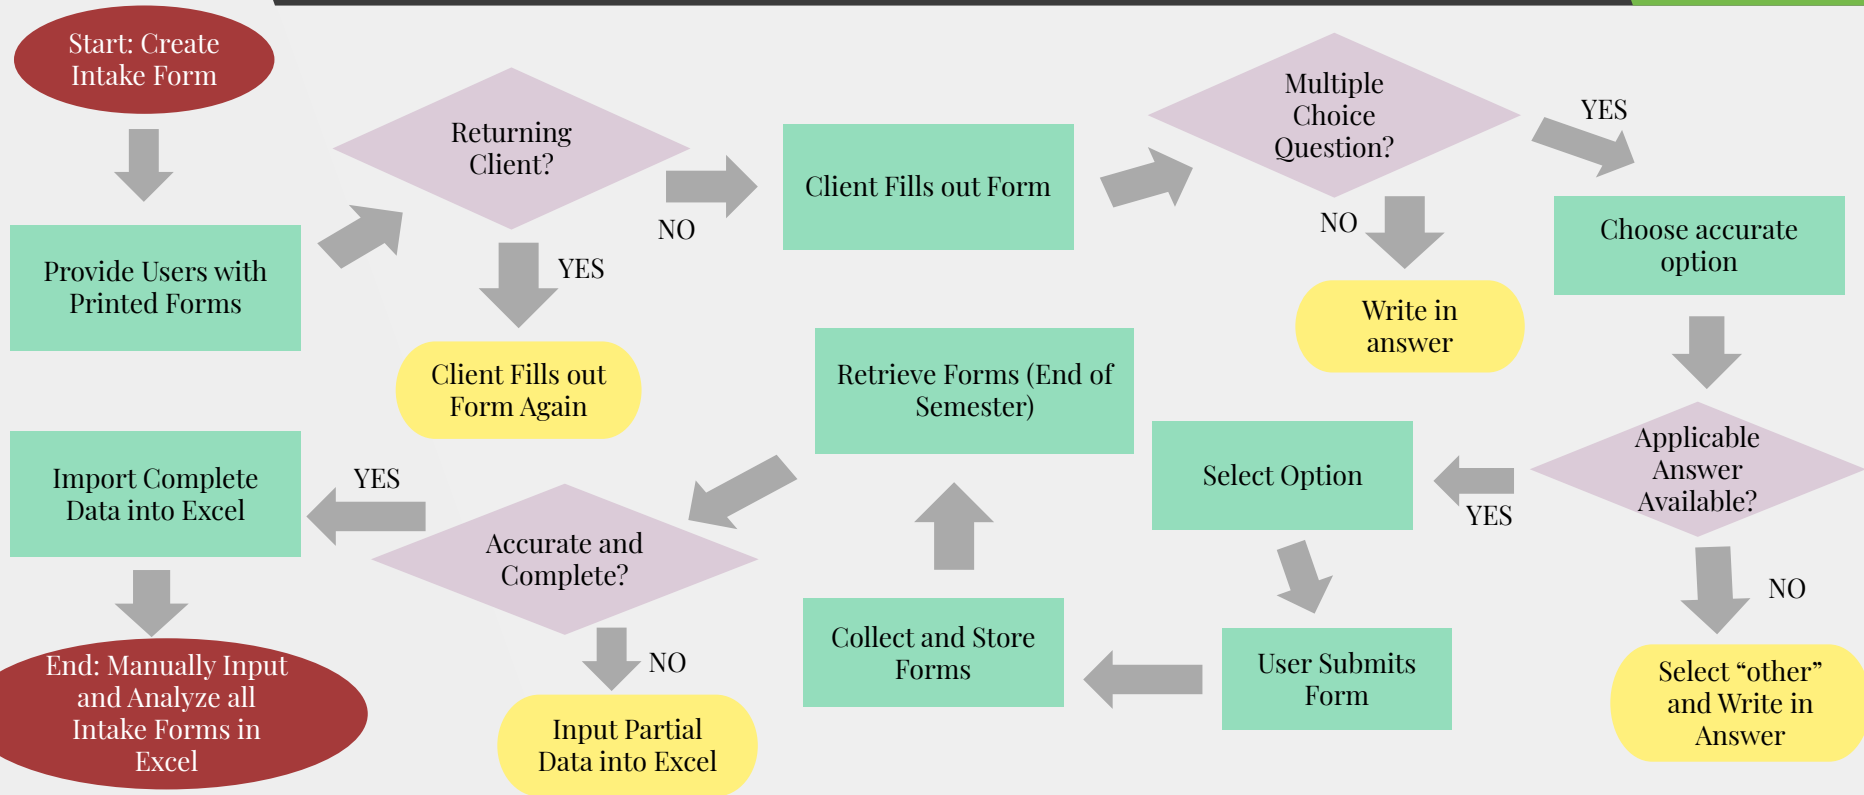 Start: Create
Intake Form
Provide Users with
Printed Forms
Returning
Client?
YES
Client Fills out
Form Again
NO
Client Fills out Form
Multiple
Choice
Question?
NO
Write in
answer
YES
Choose accurate
option
Applicable
Answer
Available?
NO
Select “other”
and Write in
Answer
YES
Select Option
User Submits
Form
Collect and Store
Forms
Retrieve Forms (End of
Semester)
Accurate and
Complete?
NO
Input Partial
Data into Excel
YES
Import Complete
Data into Excel
End: Manually Input
and Analyze all
Intake Forms in
Excel